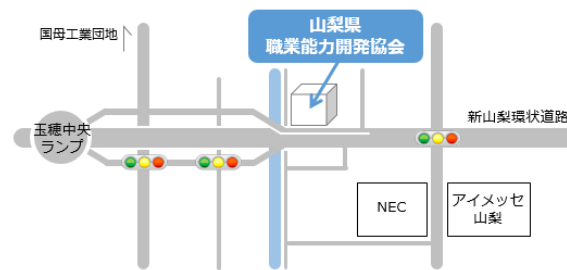 国母工業団地
山梨県
職業能力開発協会
新山梨環状道路
玉穂中央
ランプ
NEC
アイメッセ
山梨